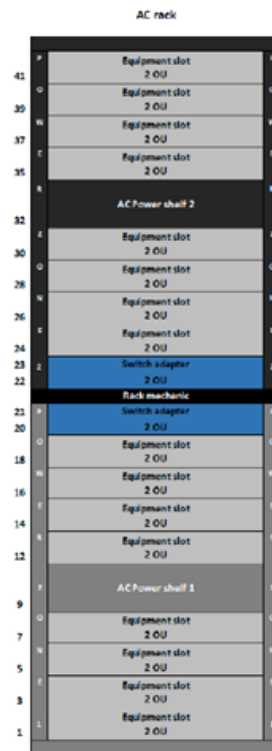 AC rack
Equipment slot
41 2 OU
Equipment slot
39 2 OU
Equipment slot
37 2 OU
Equipment slot
35 2 OU
AC Power shelf 2
32
Equipment slot
30 2 OU
Equipment slot
28 2 OU
Equipment slot
26 2 OU
Equipment slot
24 2 OU
23 Switch adapter
22 2 OU
Rack mechanic
21 Switch adapter
20 2 OU
Equipment slot
18 2 OU
Equipment slot
16 2 OU
Equipment slot
14 2 OU
Equipment slot
12 2 OU
AC Power shelf 1
9
Equipment slot
7 2 OU
Equipment slot
5 2 OU
Equipment slot
3 2 OU
Equipment slot
1 2 OU
P
O
W
E
R
Z
O
N
E
2
P
O
W
E
R
Z
O
N
E
1